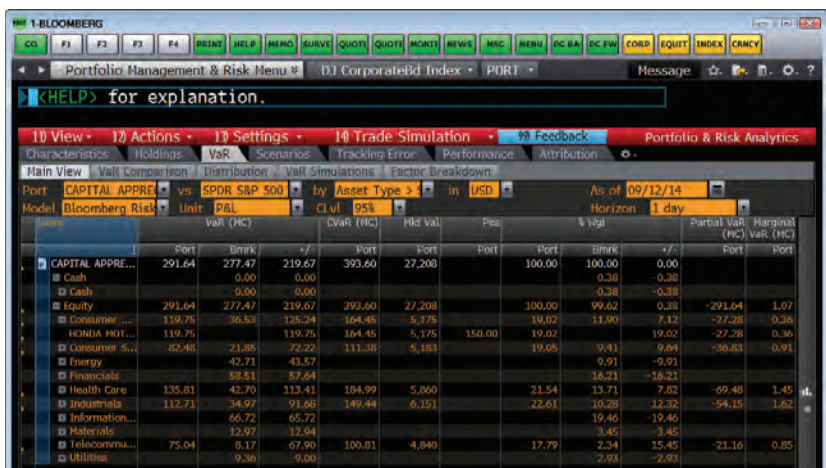 1-BLOOMBERG
CO F1 F2 F3 F4 PRINT HELP MEMO SURVE QUOTE QUOTE MONIT NEWS MSG MENU PC BA PC FW CORP EQUIT INDEX CRNCY
Portfolio Management & Risk Menu DJ CorporateBd Index PORT Message ?
<HELP> for explanation.
11) View 12) Actions 13) Settings 14) Trade Simulation 99) Feedback Portfolio & Risk Analytics
Characteristics Holdings VaR Scenarios Tracking Error Performance Attribution
Main View VaR Comparison Distribution VaR Simulations Factor Breakdown
Port CAPITAL APPRE vs SPDR S&P 500 by Asset Type > in USD As of 09/12/14
Model Bloomberg Risk Unit P&L CLvl 95% Horizon 1 day
Name VaR (MC) CVaR (MC) Mkt Val Pos % Wgt Partial VaR Marginal
(MC) VaR (MC)
Port Bmrk +/- Port Port Port Port Bmrk +/- Port Port
CAPITAL APPRE... 291.64 277.47 219.67 393.60 27,208 100.00 100.00 0.00
Cash 0.00 0.00 0.38 -0.38
Cash 0.00 0.00 0.38 -0.38
Equity 291.64 277.47 219.67 393.60 27,208 100.00 99.62 0.38 -291.64 1.07
Consumer ... 119.75 36.53 125.24 164.45 5,175 19.02 11.90 7.12 -27.28 0.36
HONDA MOT... 119.75 119.75 164.45 5,175 150.00 19.02 19.02 -27.28 0.36
Consumer S... 82.48 21.85 72.22 111.38 5,183 19.05 9.41 9.64 -36.83 0.91
Energy 42.71 43.57 9.91 -9.91
Financials 58.51 57.64 16.21 -16.21
Health Care 135.81 42.70 113.41 184.99 5,860 21.54 13.71 7.82 -69.48 1.45
Industrials 112.71 34.97 91.68 149.44 6,151 22.61 10.28 12.32 -54.15 1.62
Information... 66.72 65.72 19.46 -19.46
Materials 12.97 12.94 3.45 -3.45
Telecommu... 75.04 8.17 67.90 100.81 4,840 17.79 2.34 15.45 -21.16 0.85
Utilities 9.36 9.00 2.93 -2.93